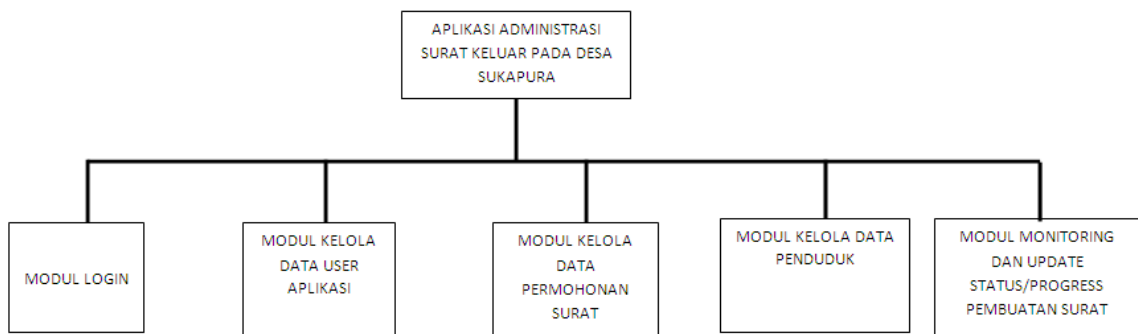 APLIKASI ADMINISTRASI
SURAT KELUAR PADA DESA
SUKAPURA
MODUL LOGIN
MODUL KELOLA
DATA USER
APLIKASI
MODUL KELOLA
DATA
PERMOHONAN
SURAT
MODUL KELOLA DATA
PENDUDUK
MODUL MONITORING
DAN UPDATE
STATUS/PROGRESS
PEMBUATAN SURAT